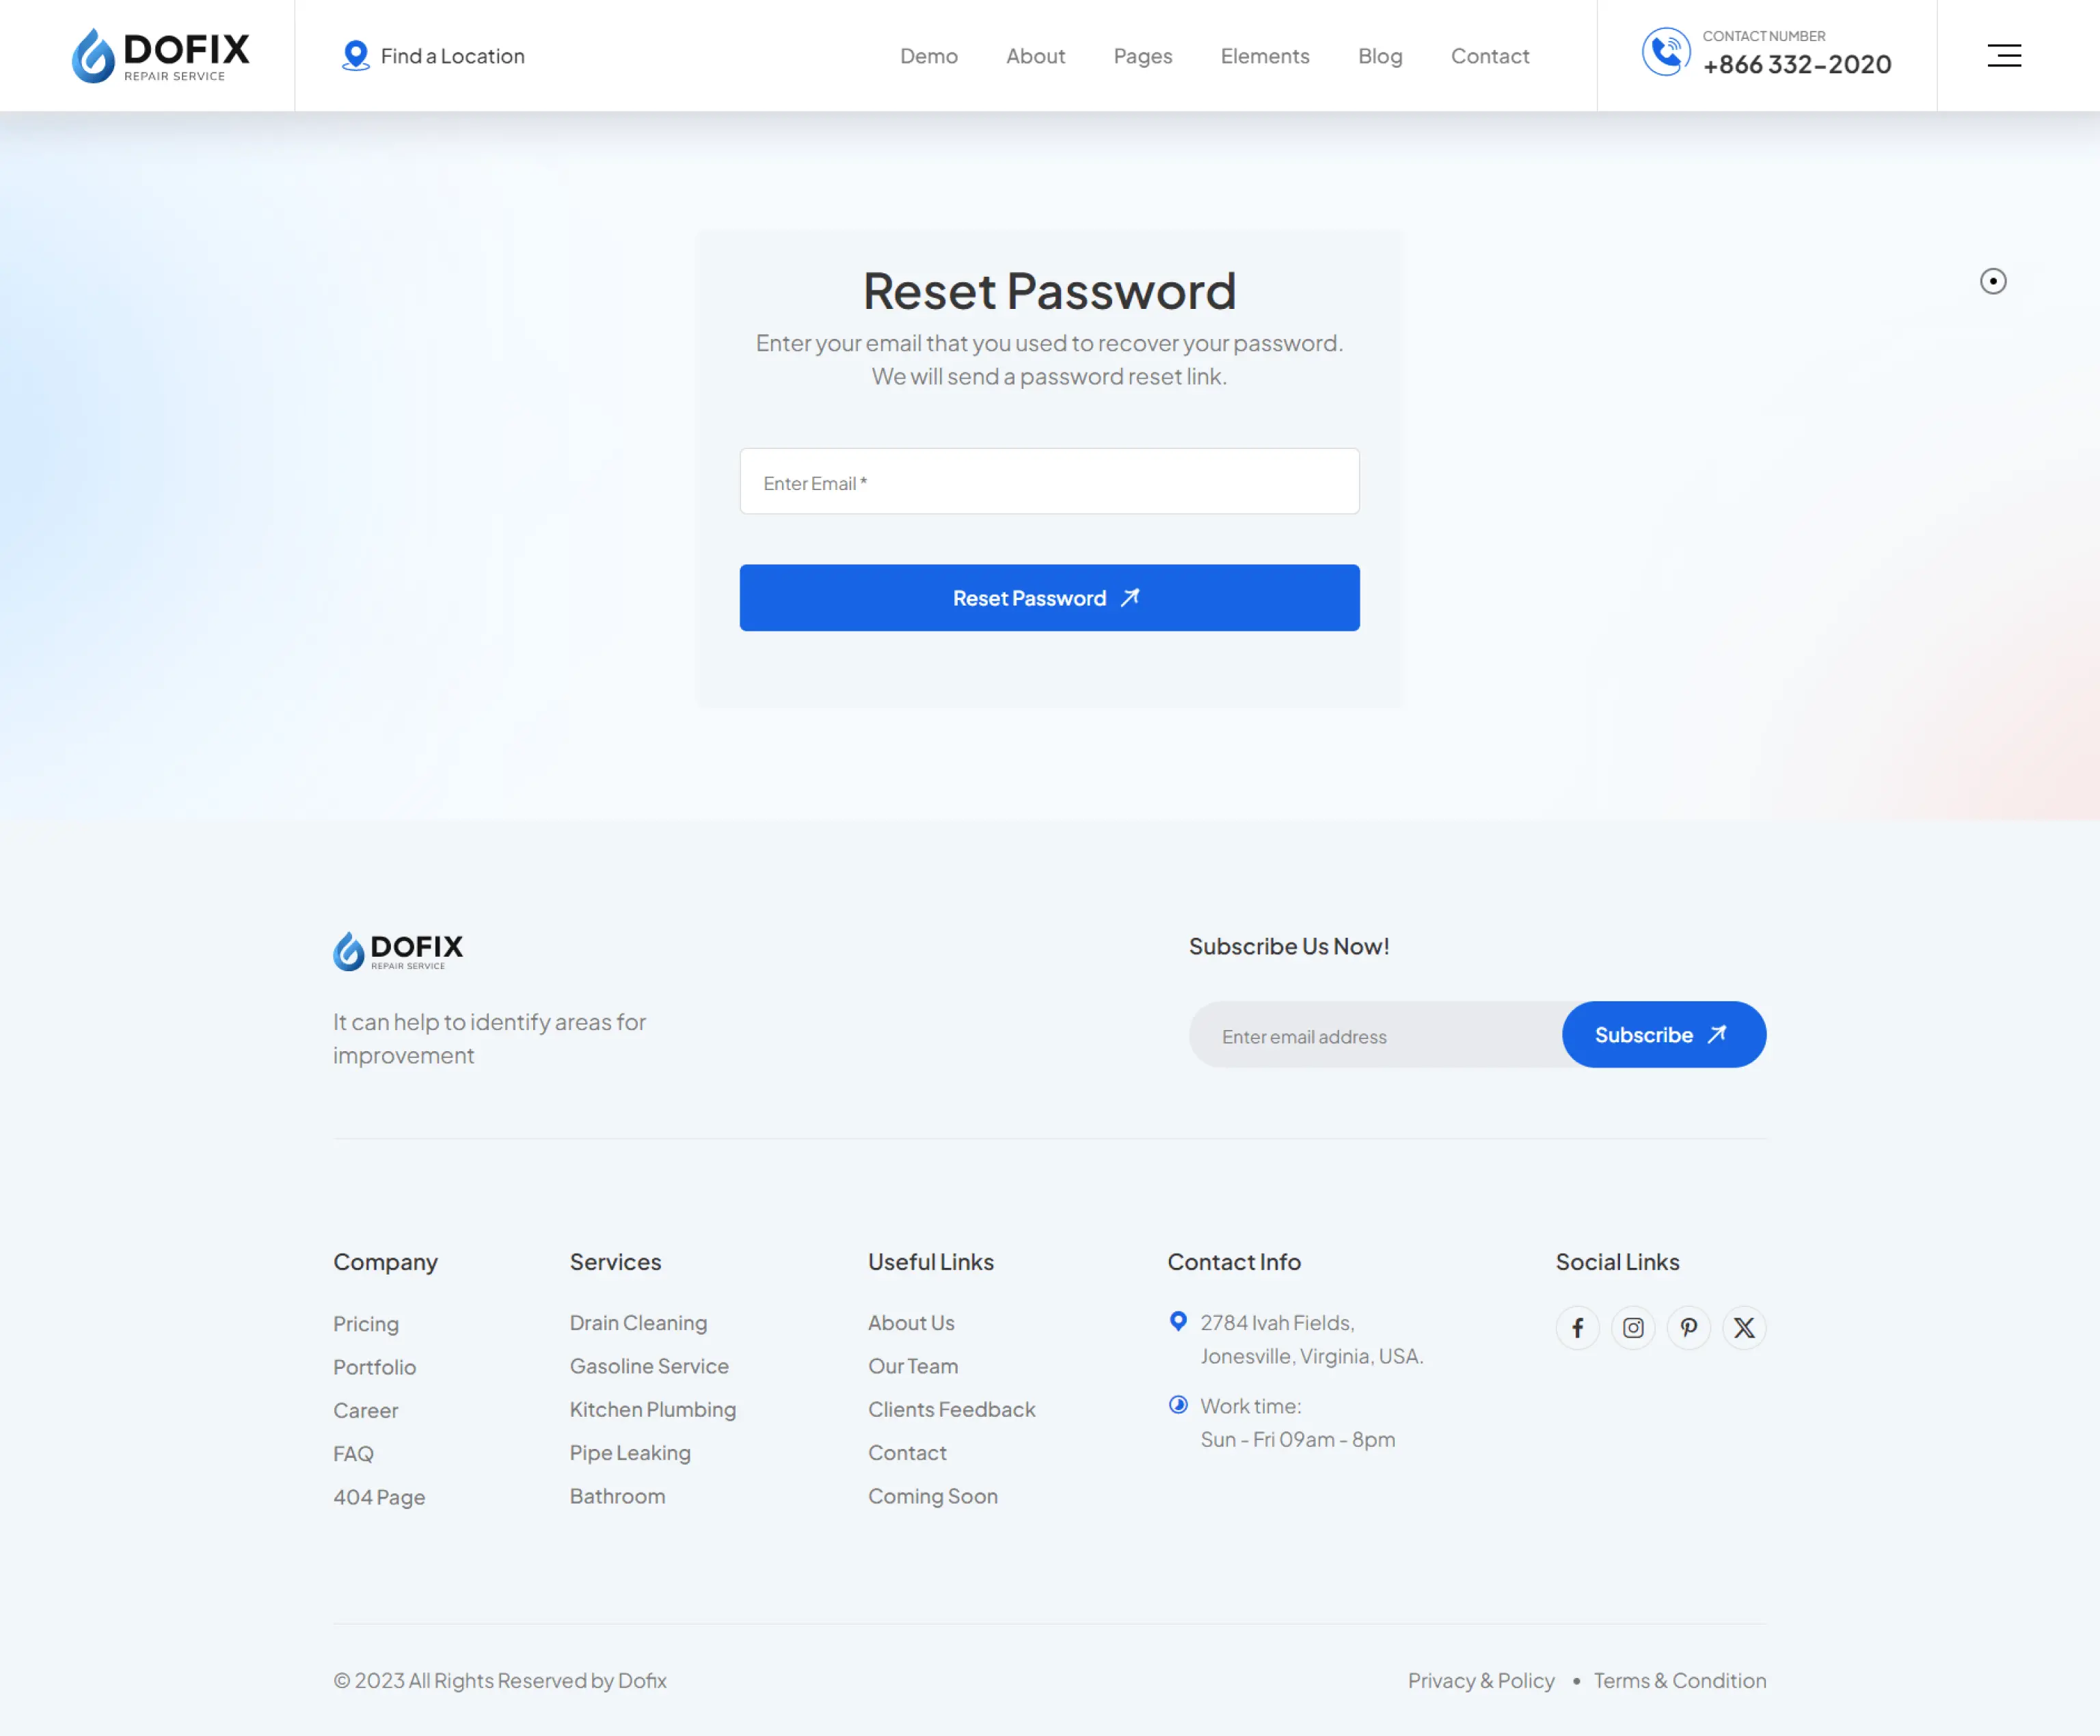 DOFIX
REPAIR SERVICE
Find a Location
Demo
About
Pages
Elements
Blog
Contact
CONTACT NUMBER
+866 332-2020
Reset Password
Enter your email that you used to recover your password.
We will send a password reset link.
Enter Email *
Reset Password
DOFIX
REPAIR SERVICE
It can help to identify areas for
improvement
Subscribe Us Now!
Enter email address
Subscribe
Company
Pricing
Portfolio
Career
FAQ
404 Page
Services
Drain Cleaning
Gasoline Service
Kitchen Plumbing
Pipe Leaking
Bathroom
Useful Links
About Us
Our Team
Clients Feedback
Contact
Coming Soon
Contact Info
2784 Ivah Fields,
Jonesville, Virginia, USA.
Work time:
Sun - Fri 09am - 8pm
Social Links
© 2023 All Rights Reserved by Dofix
Privacy & Policy • Terms & Condition